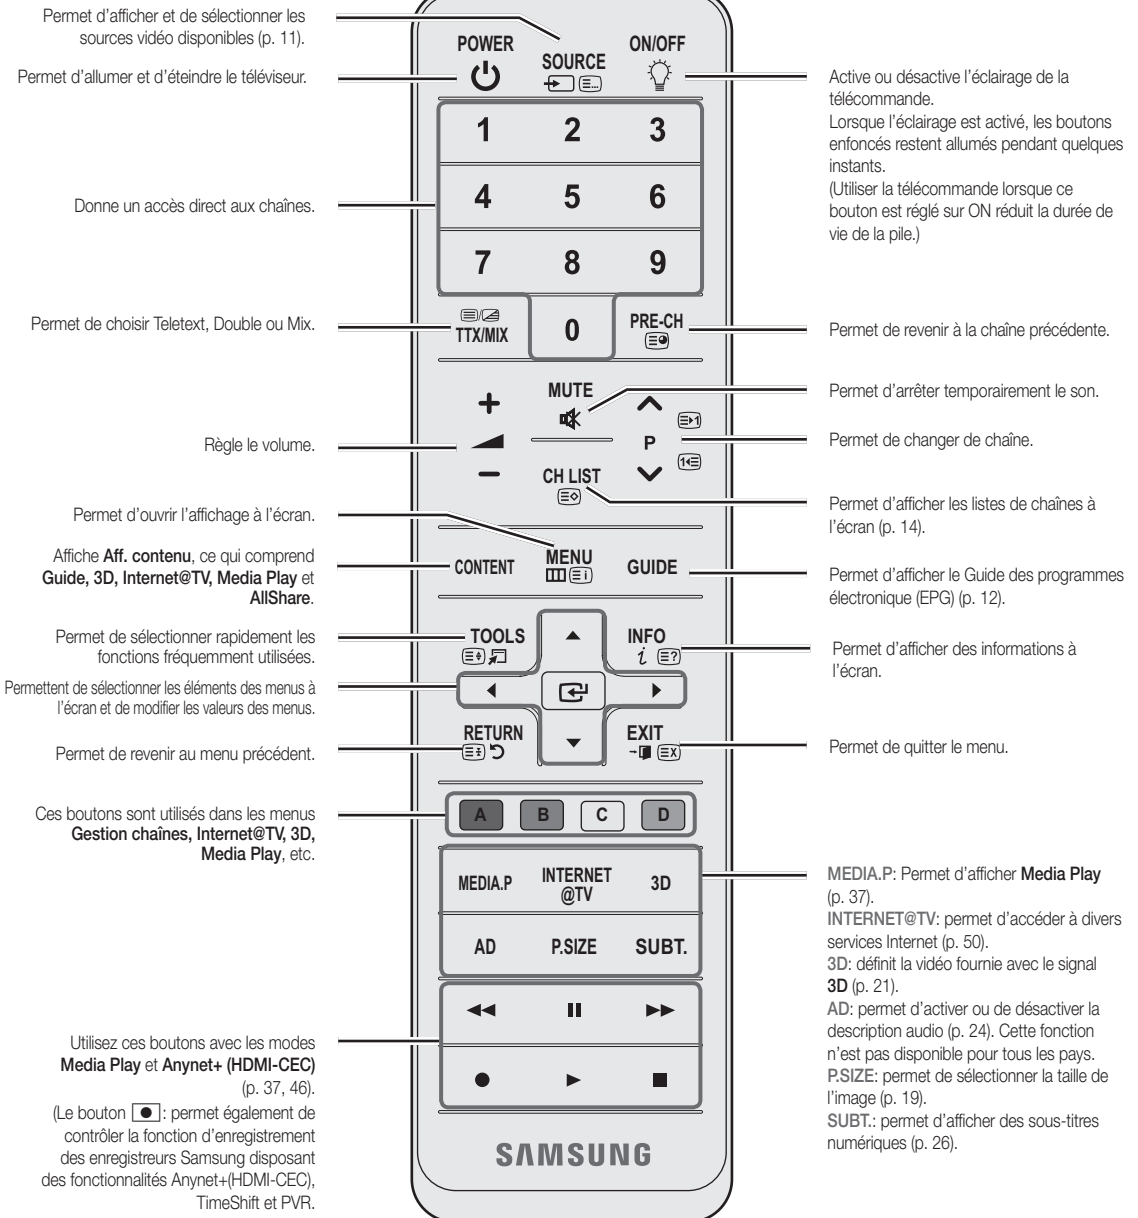 Permet d'afficher et de sélectionner les
sources vidéo disponibles (p. 11).
Permet d'allumer et d'éteindre le téléviseur.
Donne un accès direct aux chaînes.
Permet de choisir Teletext, Double ou Mix.
Règle le volume.
Permet d'ouvrir l'affichage à l'écran.
Affiche Aff. contenu, ce qui comprend
Guide, 3D, Internet@TV, Media Play et
AllShare.
Permet de sélectionner rapidement les
fonctions fréquemment utilisées.
Permettent de sélectionner les éléments des menus à
l'écran et de modifier les valeurs des menus.
Permet de revenir au menu précédent.
Ces boutons sont utilisés dans les menus
Gestion chaînes, Internet@TV, 3D,
Media Play, etc.
Utilisez ces boutons avec les modes
Media Play et Anynet+ (HDMI-CEC)
(p. 37, 46).
(Le bouton : permet également de
contrôler la fonction d'enregistrement
des enregistreurs Samsung disposant
des fonctionnalités Anynet+(HDMI-CEC),
TimeShift et PVR.
POWER
SOURCE
ON/OFF
1 2 3
4 5 6
7 8 9
TTX/MIX
0
PRE-CH
+
MUTE
P
1
1
−
CH LIST
CONTENT
MENU
i
GUIDE
TOOLS
INFO
i ?
RETURN
EXIT
X
A B C D
MEDIA.P
INTERNET
@TV
3D
AD
P.SIZE
SUBT.
SAMSUNG
Active ou désactive l'éclairage de la
télécommande.
Lorsque l'éclairage est activé, les boutons
enfoncés restent allumés pendant quelques
instants.
(Utiliser la télécommande lorsque ce
bouton est réglé sur ON réduit la durée de
vie de la pile.)
Permet de revenir à la chaîne précédente.
Permet d'arrêter temporairement le son.
Permet de changer de chaîne.
Permet d'afficher les listes de chaînes à
l'écran (p. 14).
Permet d'afficher le Guide des programmes
électronique (EPG) (p. 12).
Permet d'afficher des informations à
l'écran.
Permet de quitter le menu.
MEDIA.P: Permet d'afficher Media Play
(p. 37).
INTERNET@TV: permet d'accéder à divers
services Internet (p. 50).
3D: définit la vidéo fournie avec le signal
3D (p. 21).
AD: permet d'activer ou de désactiver la
description audio (p. 24). Cette fonction
n'est pas disponible pour tous les pays.
P.SIZE: permet de sélectionner la taille de
l'image (p. 19).
SUBT.: permet d'afficher des sous-titres
numériques (p. 26).